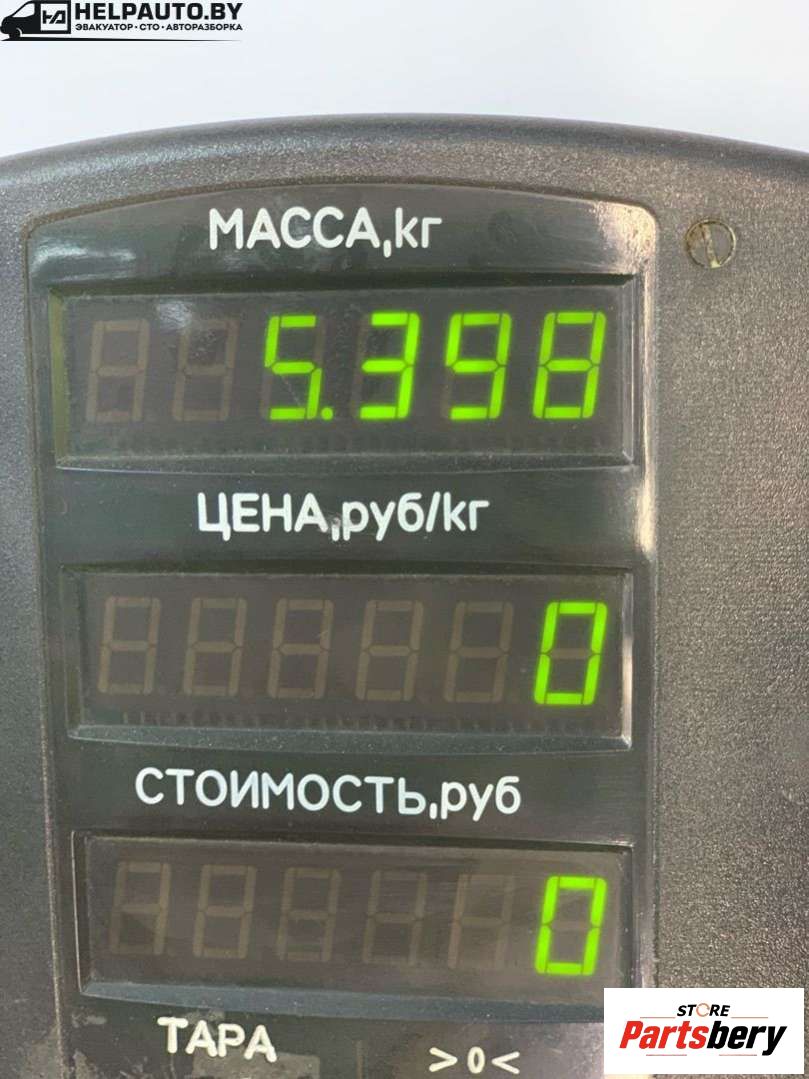 HELPAUTO.BY
ЭВАКУАТОР · СТО · АВТОРАЗБОРКА
МАССА,кг
5.398
ЦЕНА,руб/кг
0
СТОИМОСТЬ,руб
0
ТАРА >0<
STORE
Partsbery